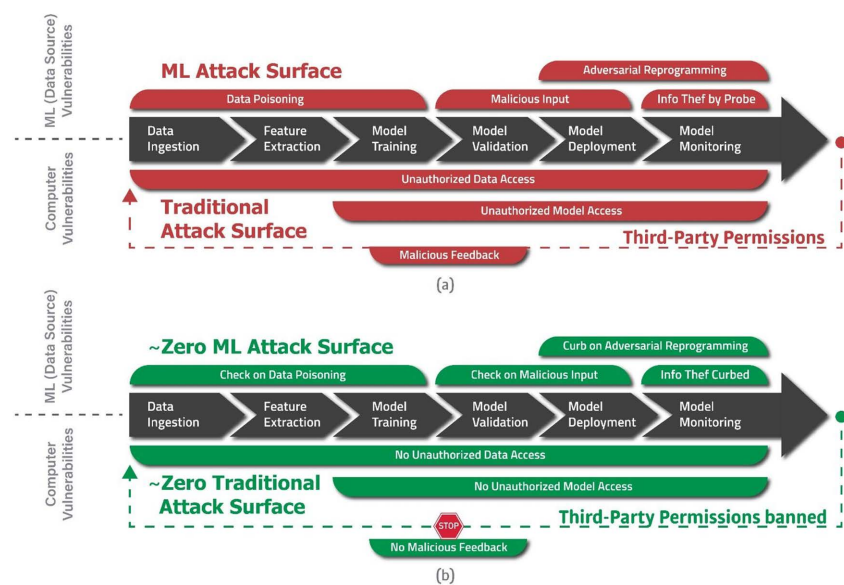 ML (Data Source)
Vulnerabilities
Computer
Vulnerabilities
ML Attack Surface
Adversarial Reprogramming
Data Poisoning
Malicious Input
Info Thef by Probe
Data
Ingestion
Feature
Extraction
Model
Training
Model
Validation
Model
Deployment
Model
Monitoring
Unauthorized Data Access
Traditional
Attack Surface
Unauthorized Model Access
Third-Party Permissions
Malicious Feedback
(a)
ML (Data Source)
Vulnerabilities
Computer
Vulnerabilities
~Zero ML Attack Surface
Curb on Adversarial Reprogramming
Check on Data Poisoning
Check on Malicious Input
Info Thef Curbed
Data
Ingestion
Feature
Extraction
Model
Training
Model
Validation
Model
Deployment
Model
Monitoring
No Unauthorized Data Access
~Zero Traditional
Attack Surface
No Unauthorized Model Access
STOP
Third-Party Permissions banned
No Malicious Feedback
(b)